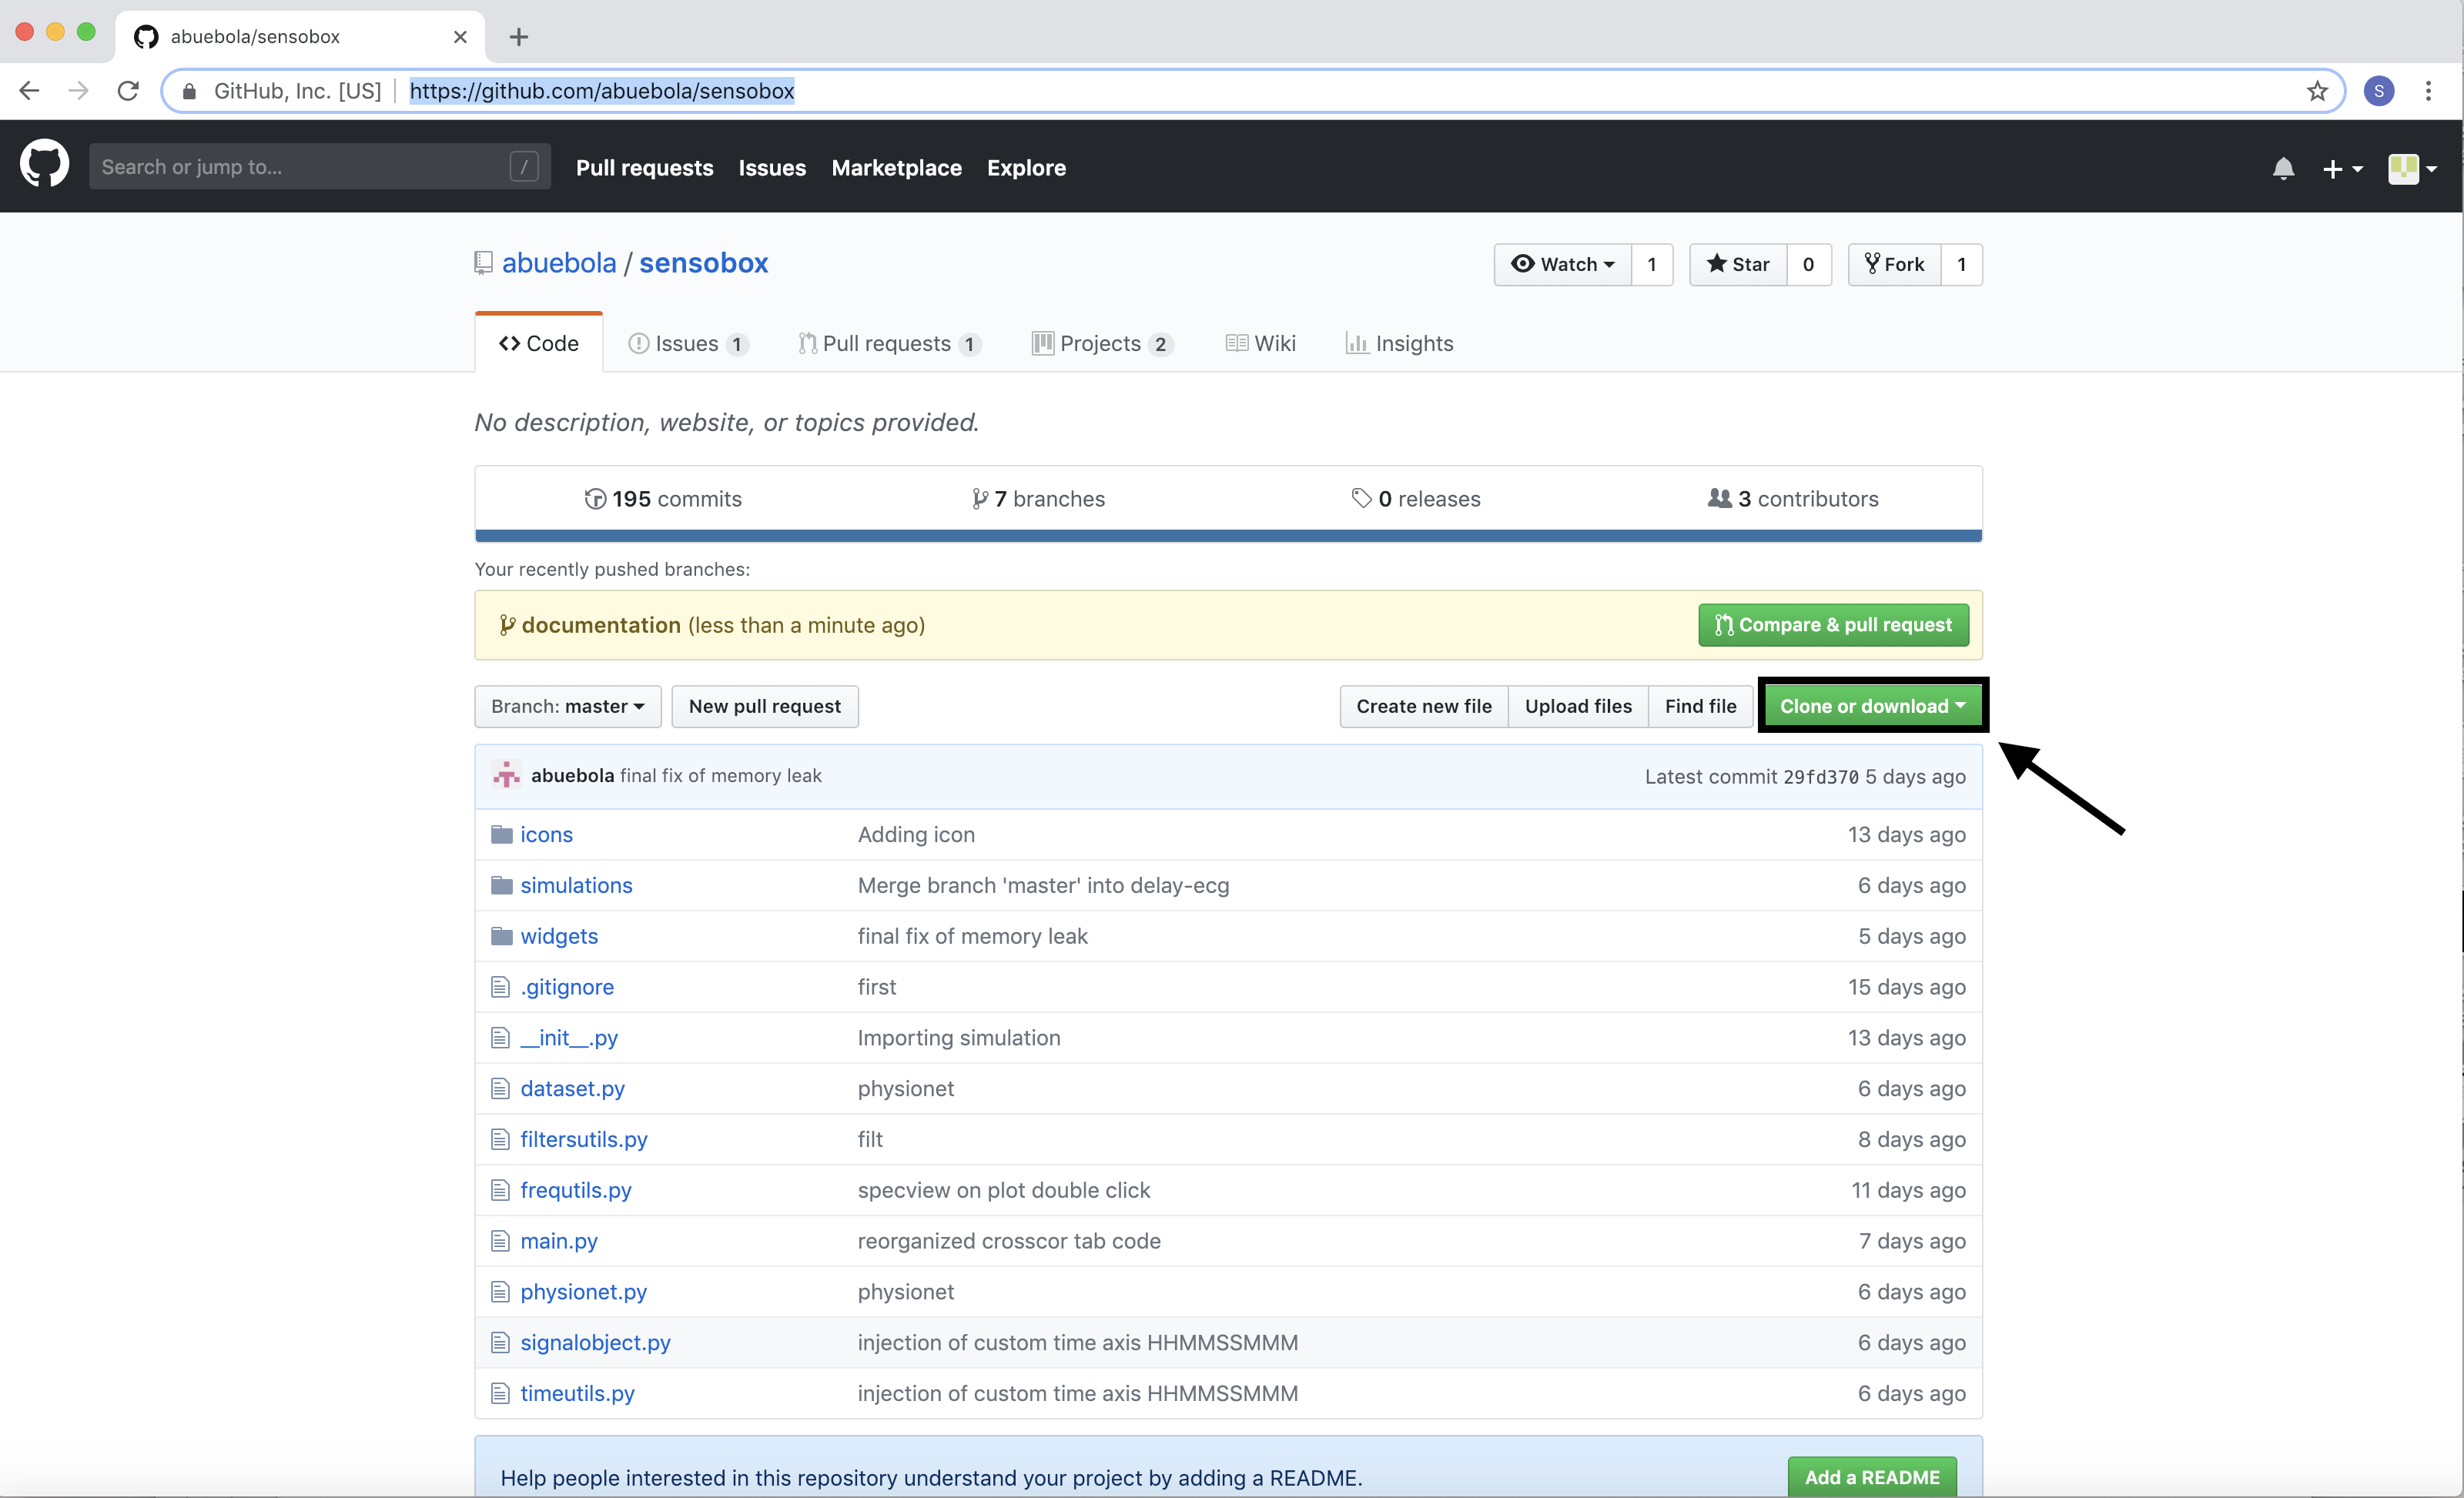 abuebola/sensobox
GitHub, Inc. [US] https://github.com/abuebola/sensobox S
Search or jump to... / Pull requests Issues Marketplace Explore
abuebola / sensobox Watch 1 Star 0 Fork 1
Code Issues 1 Pull requests 1 Projects 2 Wiki Insights
No description, website, or topics provided.
195 commits 7 branches 0 releases 3 contributors
Your recently pushed branches:
documentation (less than a minute ago) Compare & pull request
Branch: master New pull request Create new file Upload files Find file Clone or download
abuebola final fix of memory leak Latest commit 29fd370 5 days ago
icons Adding icon 13 days ago
simulations Merge branch 'master' into delay-ecg 6 days ago
widgets final fix of memory leak 5 days ago
.gitignore first 15 days ago
__init__.py Importing simulation 13 days ago
dataset.py physionet 6 days ago
filtersutils.py filt 8 days ago
frequtils.py specview on plot double click 11 days ago
main.py reorganized crosscor tab code 7 days ago
physionet.py physionet 6 days ago
signalobject.py injection of custom time axis HHMMSSMMM 6 days ago
timeutils.py injection of custom time axis HHMMSSMMM 6 days ago
Help people interested in this repository understand your project by adding a README. Add a README